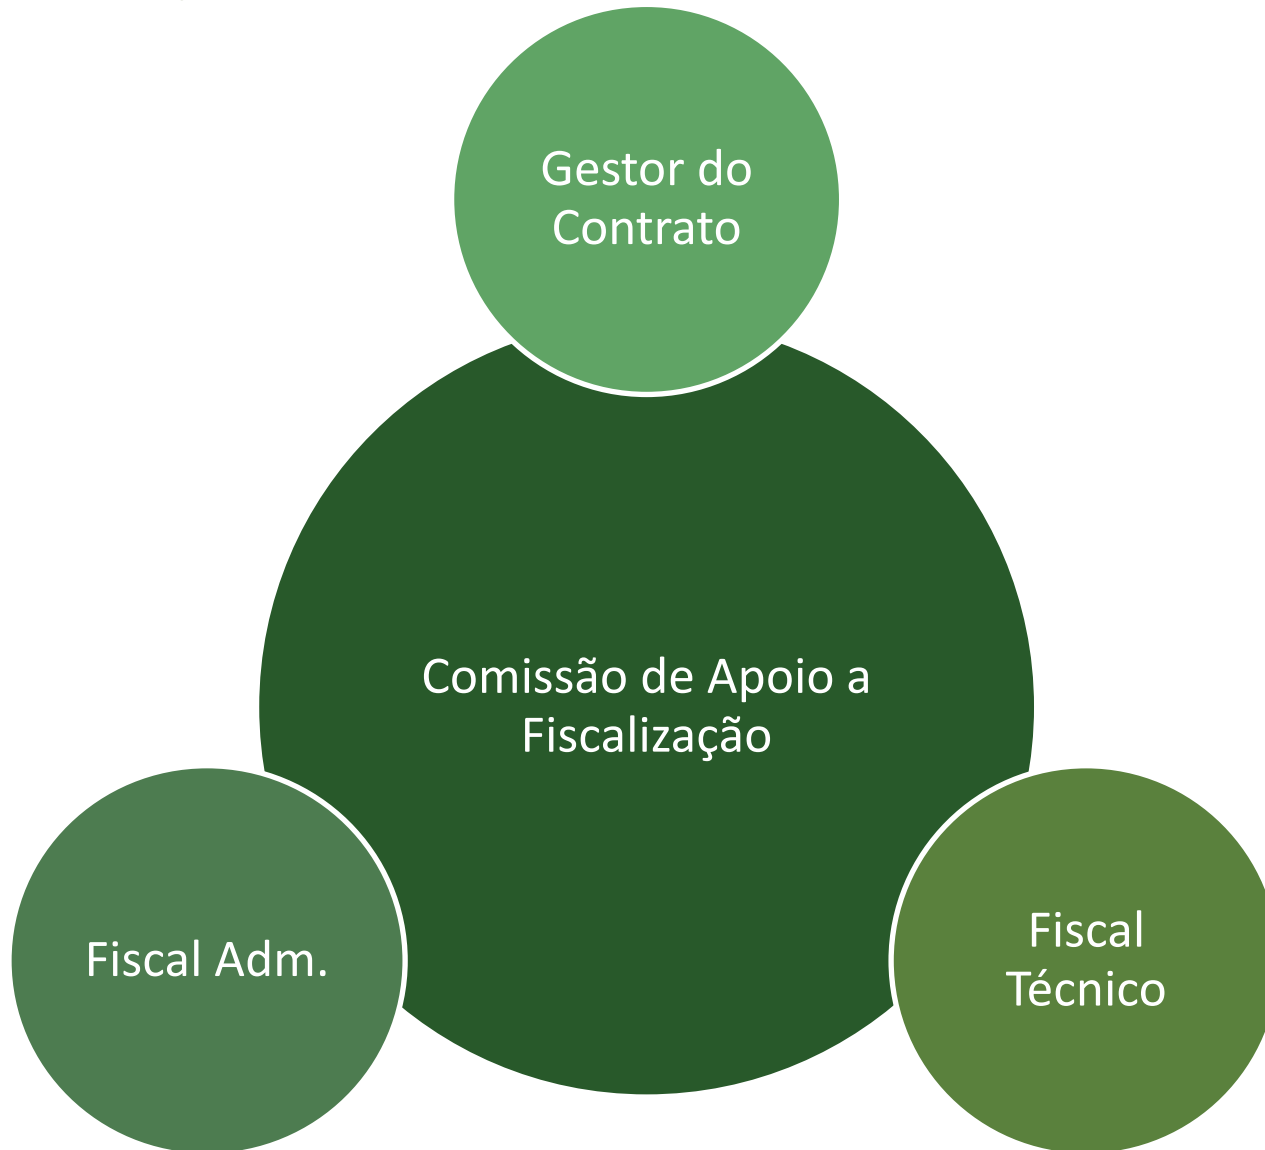 Gestor do
Contrato
Comissão de Apoio a
Fiscalização
Fiscal Adm.
Fiscal
Técnico